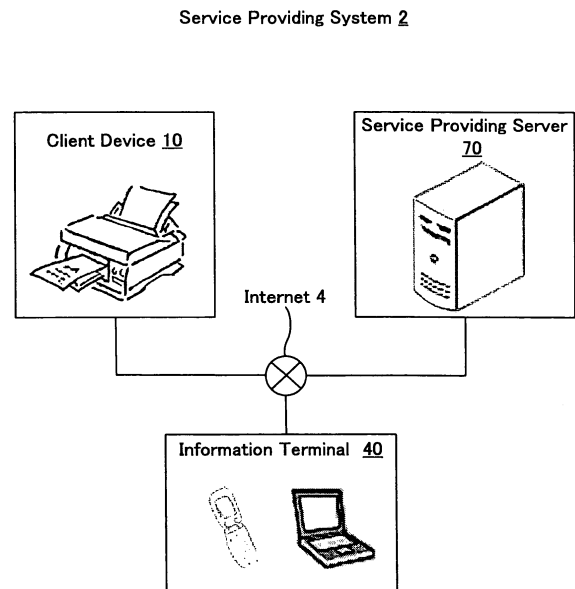 Service Providing System 2
Client Device 10
Service Providing Server
70
Internet 4
Information Terminal 40